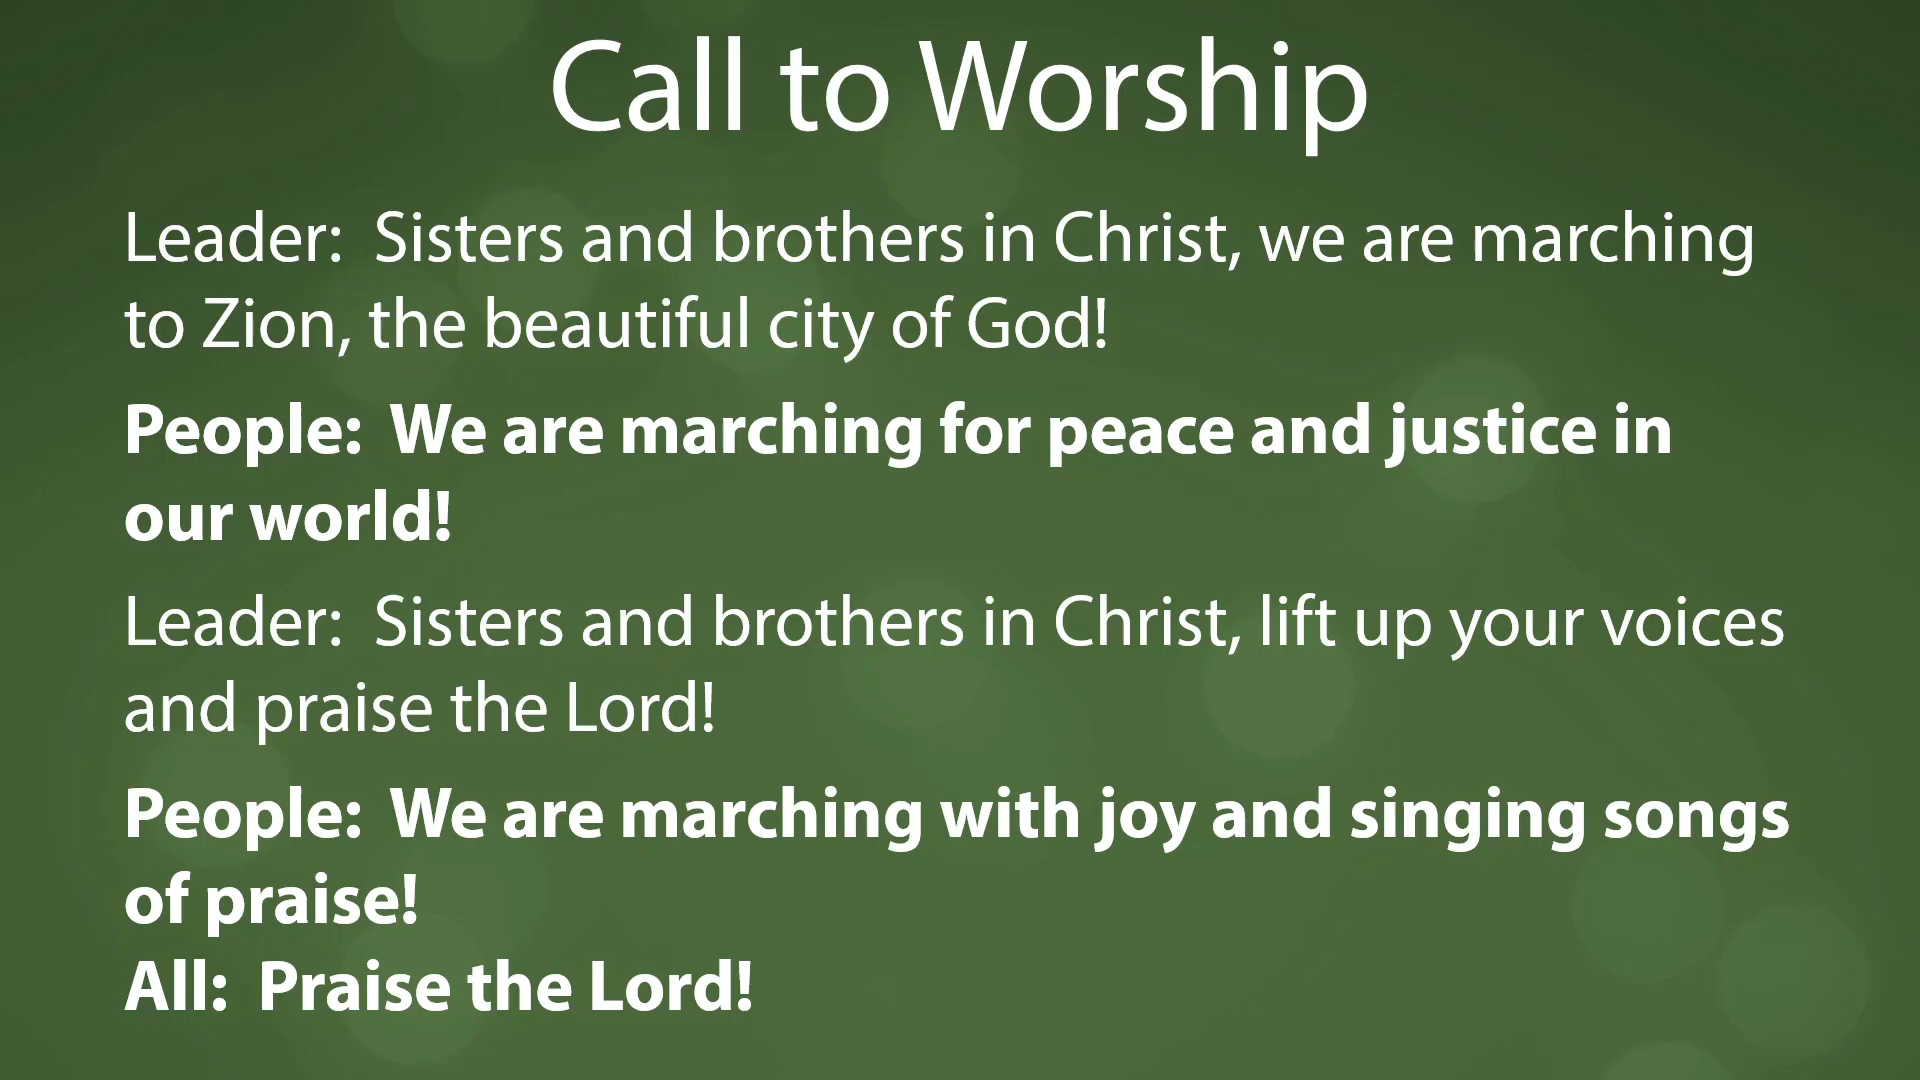 Call to Worship
Leader:  Sisters and brothers in Christ, we are marching
to Zion, the beautiful city of God!
People:  We are marching for peace and justice in
our world!
Leader:  Sisters and brothers in Christ, lift up your voices
and praise the Lord!
People:  We are marching with joy and singing songs
of praise!
All:  Praise the Lord!